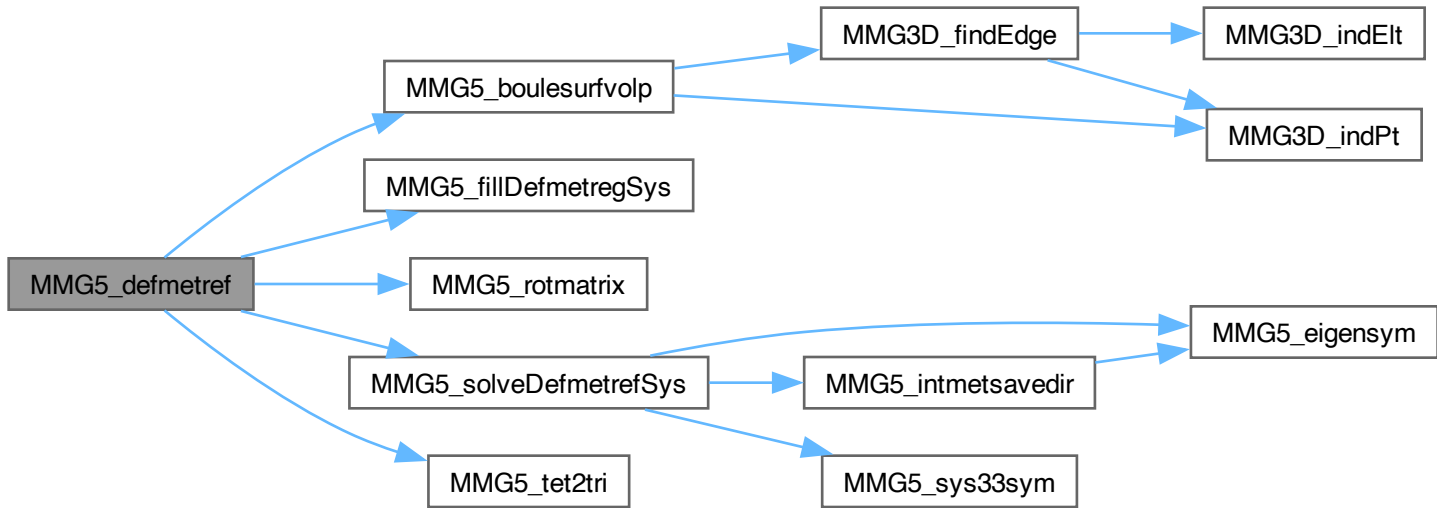 MMG5_defmetref
MMG5_boulesurfvolp
MMG5_fillDefmetregSys
MMG5_rotmatrix
MMG5_solveDefmetrefSys
MMG5_tet2tri
MMG3D_findEdge
MMG5_intmetsavedir
MMG5_sys33sym
MMG3D_indElt
MMG3D_indPt
MMG5_eigensym